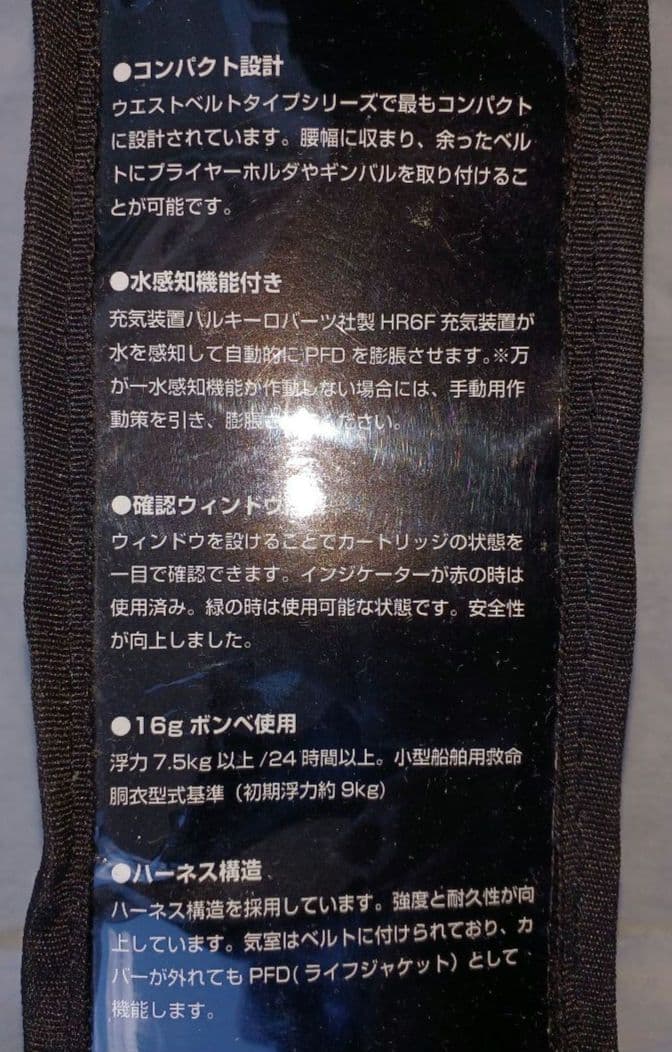 ●コンパクト設計
ウエストベルトタイプシリーズで最もコンパクト
に設計されています。腰幅に収まり、余ったベル
トにプライヤーホルダやギンバルを取り付けるこ
とが可能です。
●水感知機能付き
充気装置ハルキーロバーツ社製 HR6F 充気装置が
水を感知して自動的に PFD を膨脹させます。※万
が一水感知機能が作動しない場合には、手動用作
動策を引き、膨脹さ ください。
●確認ウィンドウ
ウィンドウを設けることでカートリッジの状態を
一目で確認できます。インジケーターが赤の時は
使用済み。緑の時は使用可能な状態です。安全性
が向上しました。
●16g ボンベ使用
浮力 7.5kg 以上 /24 時間以上。小型船舶用救命
胴衣型式基準（初期浮力約 9kg）
●ハーネス構造
ハーネス構造を採用しています。強度と耐久性が向
上しています。気室はベルトに付けられており、カ
バーが外れても PFD( ライフジャケット）として
機能します。